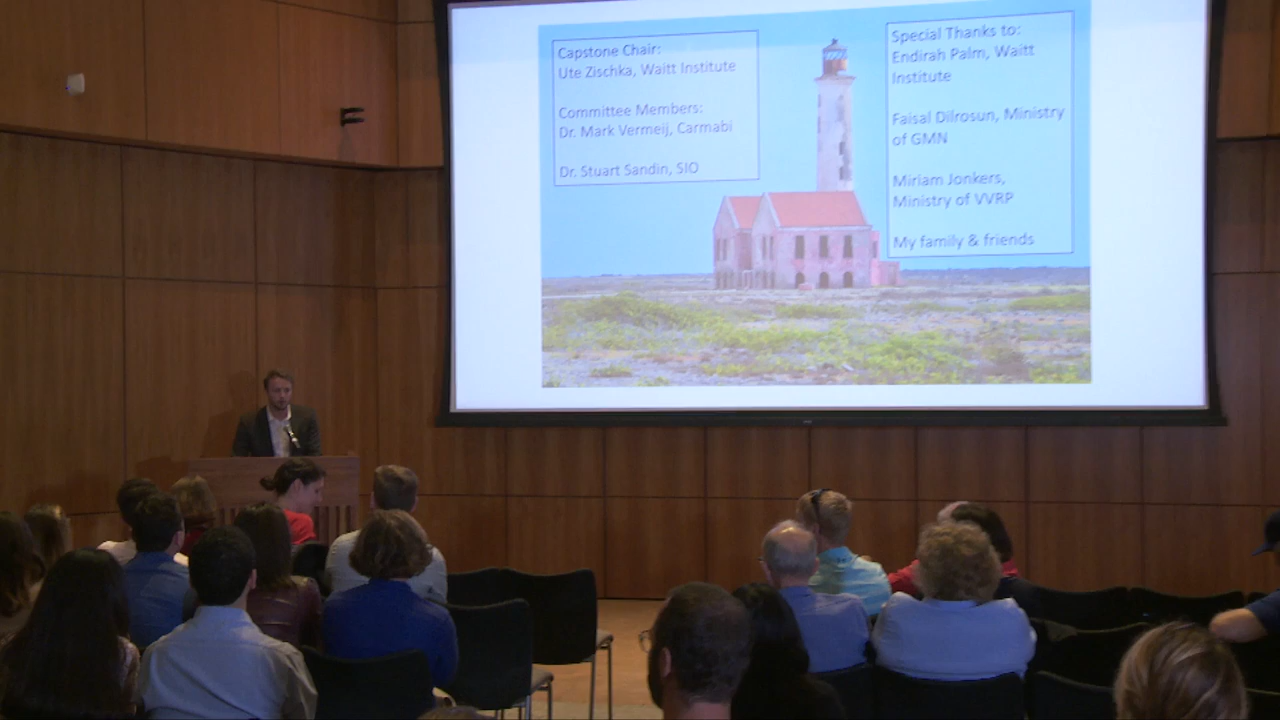 Capstone Chair:
Ute Zischka, Waitt Institute
Committee Members:
Dr. Mark Vermeij, Carmabi
Dr. Stuart Sandin, SIO
Special Thanks to:
Endirah Palm, Waitt
Institute
Faisal Dilrosun, Ministry
of GMN
Miriam Jonkers,
Ministry of VVRP
My family & friends